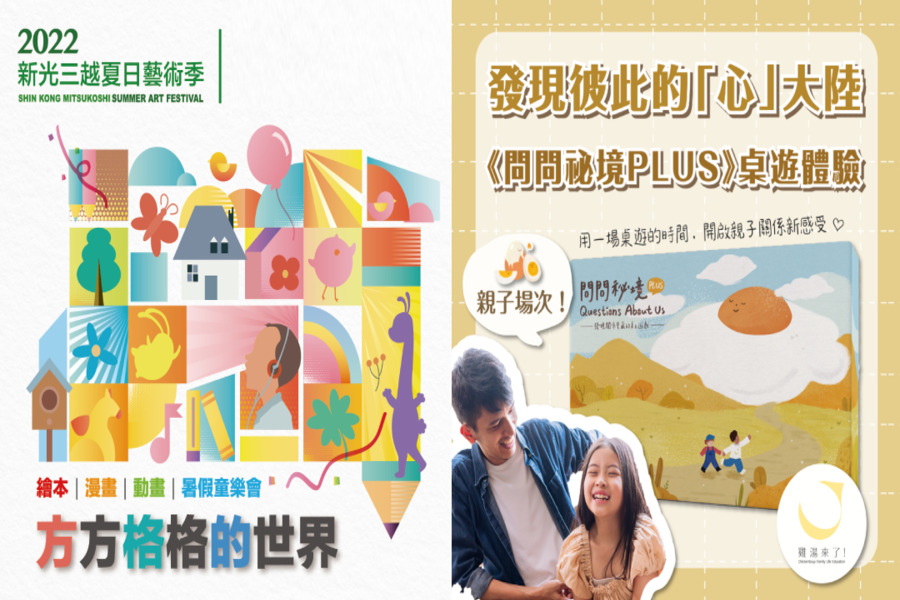 2022
新光三越夏日藝術季
SHIN KONG MITSUKOSHI SUMMER ART FESTIVAL
繪本｜漫畫｜動畫｜暑假童樂會
方方格格的世界
發現彼此的「心」大陸
《問問祕境PLUS》桌遊體驗
用一場桌遊的時間，開啟親子關係新感受♡
親子場次！
問問秘境 PLUS
Questions About Us
雞湯來了!